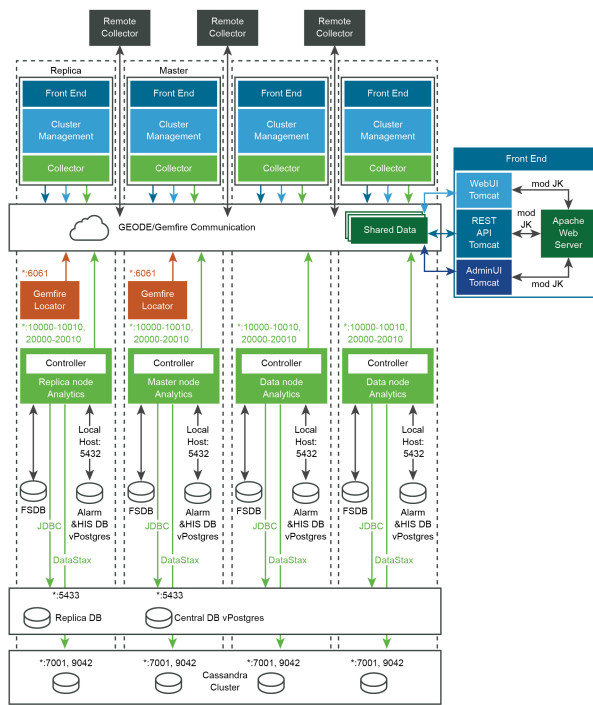 Remote
Collector
Remote
Collector
Remote
Collector
Replica
Master
Front End
Front End
Front End
Front End
Cluster
Management
Cluster
Management
Cluster
Management
Cluster
Management
Collector
Collector
Collector
Collector
Front End
WebUI
Tomcat
mod JK
REST
API
Tomcat
mod
JK
Apache
Web
Server
AdminUI
Tomcat
mod JK
GEODE/Gemfire Communication
Shared Data
*:6061
*:6061
Gemfire
Locator
Gemfire
Locator
*:10000-10010,
20000-20010
*:10000-10010,
20000-20010
*:10000-10010,
20000-20010
*:10000-10010,
20000-20010
Controller
Controller
Controller
Controller
Replica node
Analytics
Master node
Analytics
Data node
Analytics
Data node
Analytics
Local
Host:
5432
Local
Host:
5432
Local
Host:
5432
Local
Host:
5432
FSDB
Alarm
&HIS DB
vPostgres
FSDB
Alarm
&HIS DB
vPostgres
FSDB
Alarm
&HIS DB
vPostgres
FSDB
Alarm
&HIS DB
vPostgres
JDBC
JDBC
JDBC
JDBC
DataStax
DataStax
DataStax
DataStax
*:5433
*:5433
Replica DB
Central DB vPostgres
*:7001, 9042
*:7001, 9042
*:7001, 9042
*:7001, 9042
Cassandra
Cluster